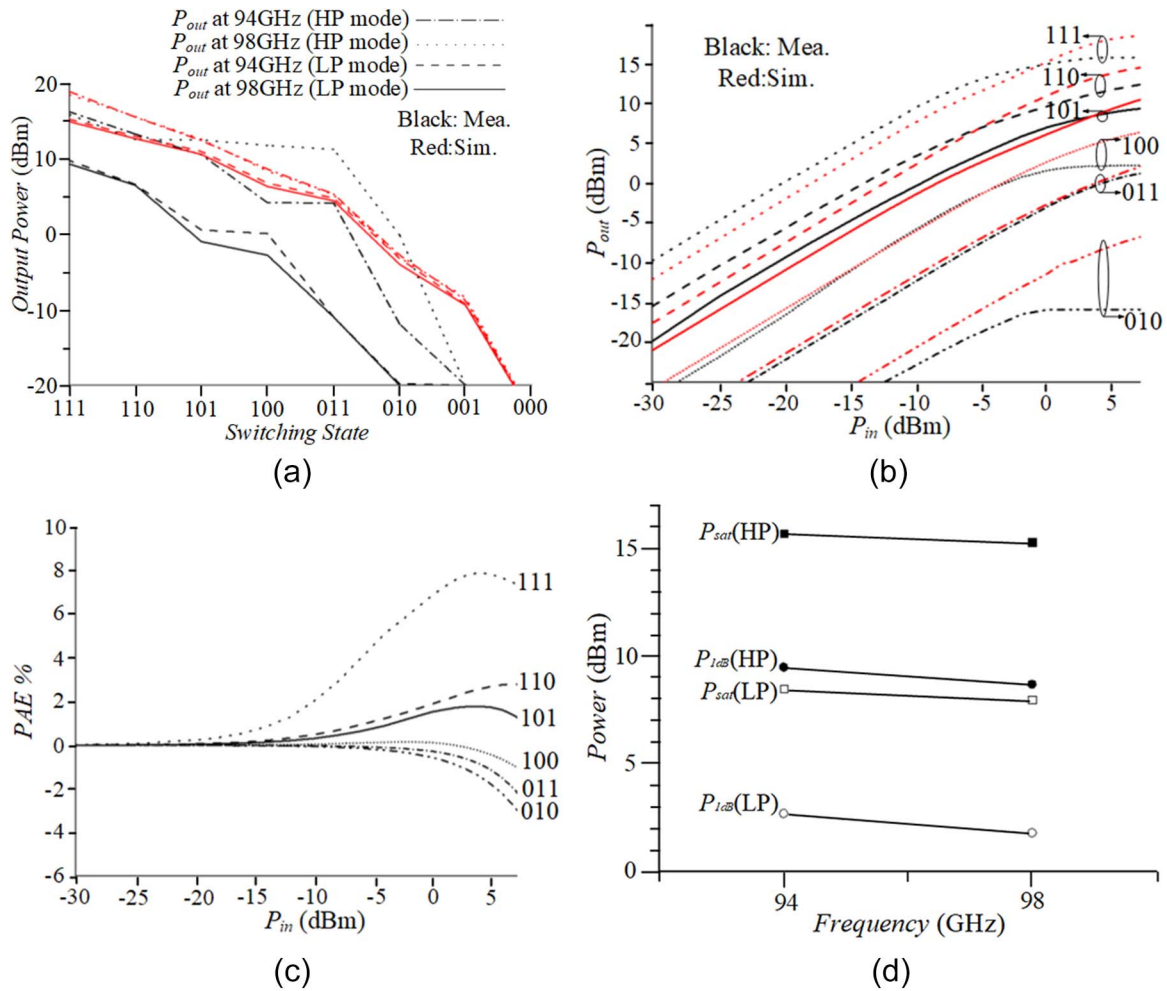 P_out at 94GHz (HP mode)
P_out at 98GHz (HP mode)
P_out at 94GHz (LP mode)
P_out at 98GHz (LP mode)
Black: Mea.
Red:Sim.
Output Power (dBm)
20
10
0
-10
-20
111 110 101 100 011 010 001 000
Switching State
(a)
Black: Mea.
Red:Sim.
P_out (dBm)
15
10
5
0
-5
-10
-15
-20
111
110
101
100
011
010
-30 -25 -20 -15 -10 -5 0 5
P_in (dBm)
(b)
PAE %
10
8
6
4
2
0
-2
-4
-6
111
110
101
100
011
010
-30 -25 -20 -15 -10 -5 0 5
P_in (dBm)
(c)
Power (dBm)
15
10
5
0
P_sat(HP)
P_1dB(HP)
P_sat(LP)
P_1dB(LP)
94 98
Frequency (GHz)
(d)